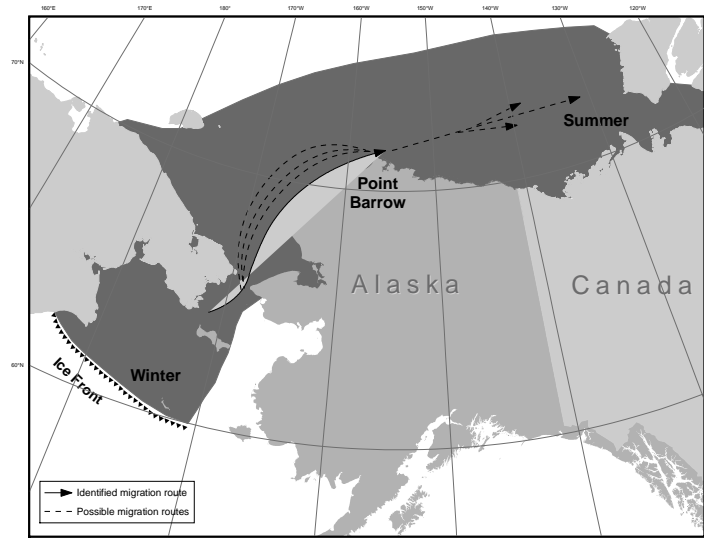 160°E
170°E
180°
170°W
160°W
150°W
140°W
130°W
120°W
70°N
Summer
Point
Barrow
Alaska
Canada
60°N
Winter
Ice Front
Identified migration route
Possible migration routes